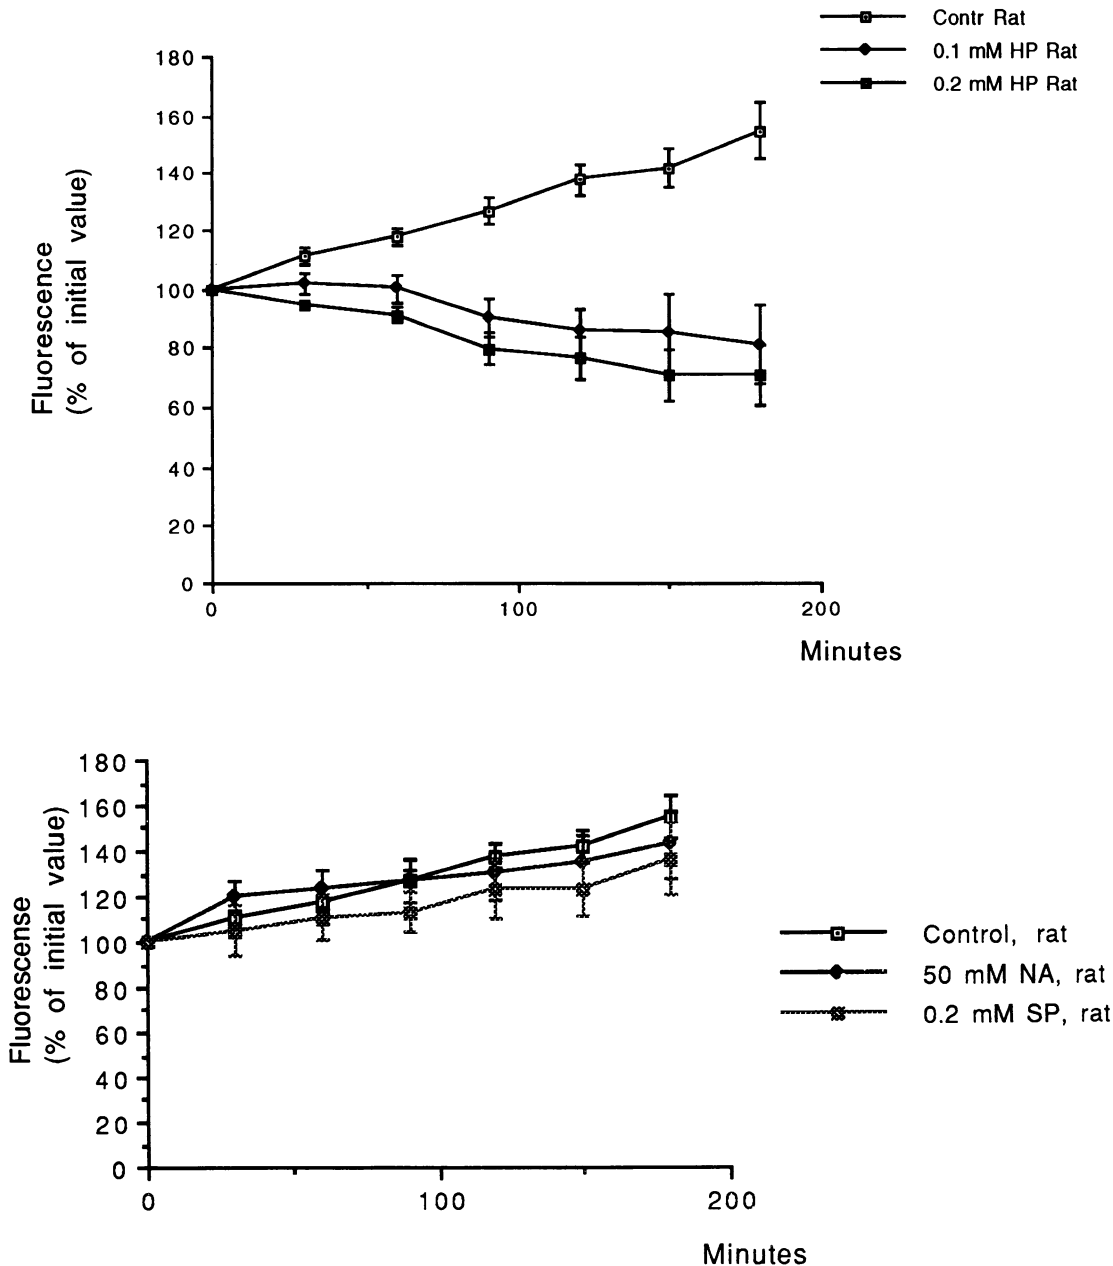 Contr Rat
0.1 mM HP Rat
0.2 mM HP Rat
180
160
140
120
100
80
60
40
20
0
Fluorescence
(% of initial value)
0
100
200
Minutes
180
160
140
120
100
80
60
40
20
0
Fluorescense
(% of initial value)
0
100
200
Minutes
Control, rat
50 mM NA, rat
0.2 mM SP, rat